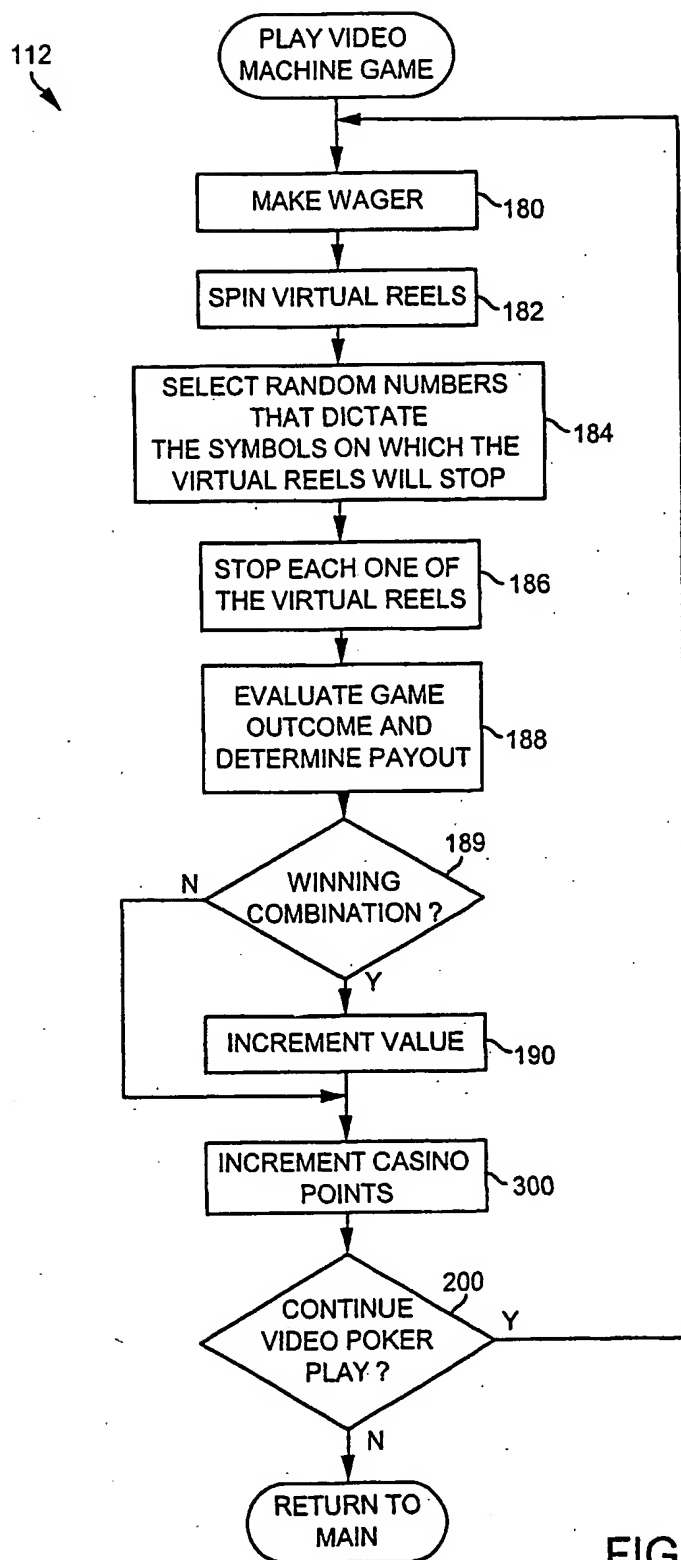 112
PLAY VIDEO
MACHINE GAME
MAKE WAGER
180
SPIN VIRTUAL REELS
182
SELECT RANDOM NUMBERS
THAT DICTATE
THE SYMBOLS ON WHICH THE
VIRTUAL REELS WILL STOP
184
STOP EACH ONE OF
THE VIRTUAL REELS
186
EVALUATE GAME
OUTCOME AND
DETERMINE PAYOUT
188
189
N
WINNING
COMBINATION ?
Y
INCREMENT VALUE
190
INCREMENT CASINO
POINTS
300
200
CONTINUE
VIDEO POKER
PLAY ?
Y
N
RETURN TO
MAIN
FIG